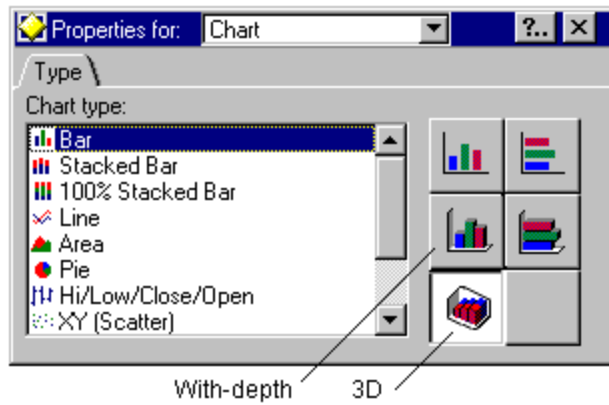 Properties for: Chart ?..
Type
Chart type:
Bar
Stacked Bar
100% Stacked Bar
Line
Area
Pie
Hi/Low/Close/Open
XY (Scatter)
With-depth 3D